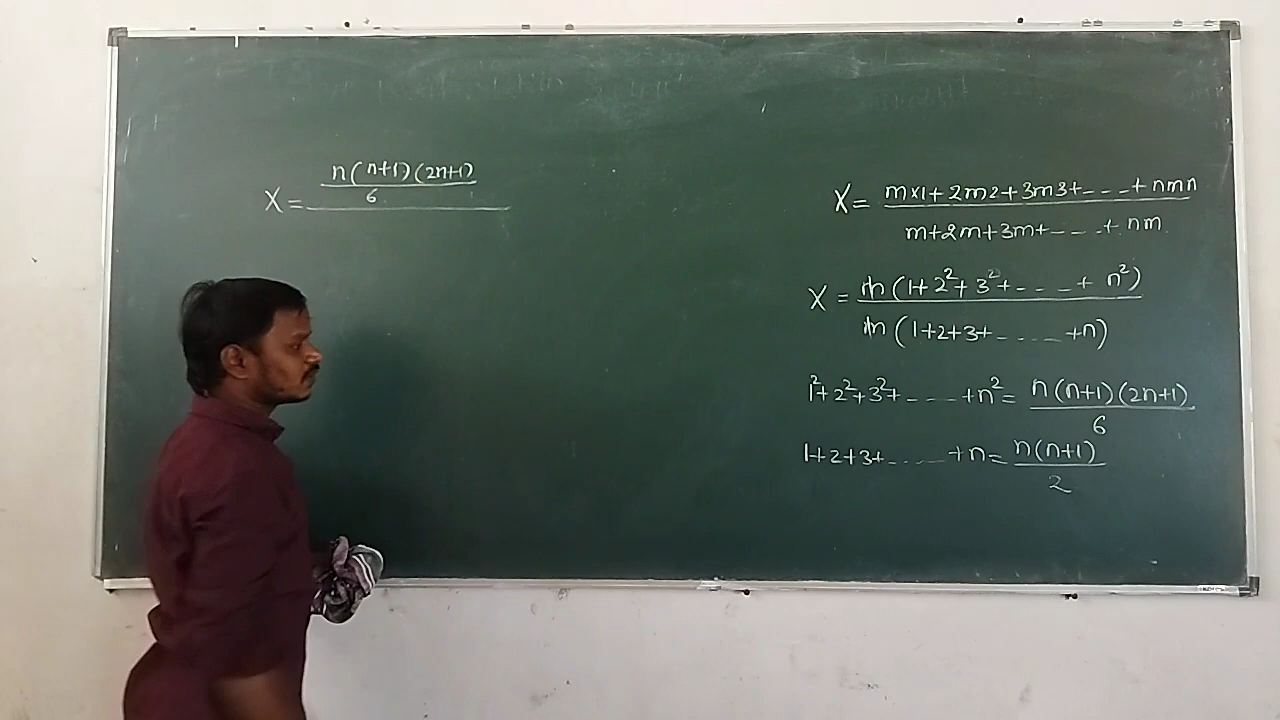 X = n(n+1)(2n+1)
6
X = m×1+2m2+3m3+----+nmn
m+2m+3m+----+nm
X = m(1+2²+3²+----+n²)
m(1+2+3+----+n)
1²+2²+3²+----+n² = n(n+1)(2n+1)
6
1+2+3+----+n = n(n+1)
2